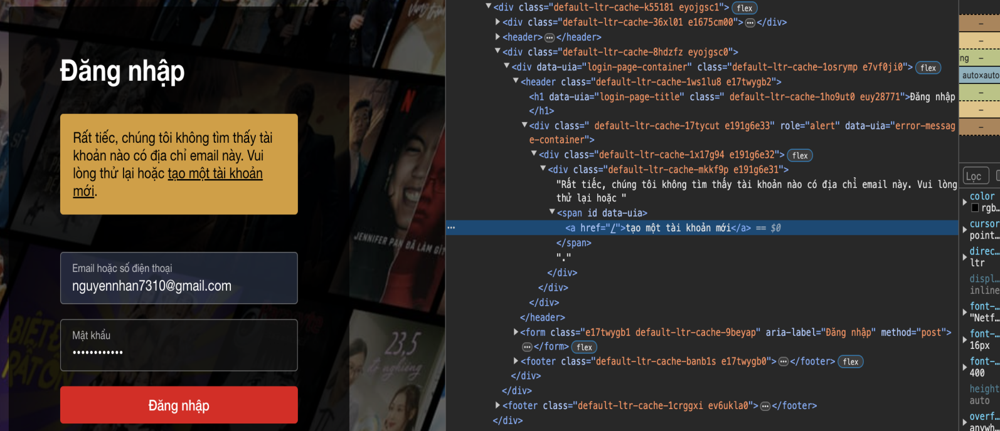 Đăng nhập
Rất tiếc, chúng tôi không tìm thấy tài
khoản nào có địa chỉ email này. Vui
lòng thử lại hoặc tạo một tài khoản
mới.
Email hoặc số điện thoại
nguyennhan7310@gmail.com
Mật khẩu
••••••••••••
Đăng nhập
JENNIFER PAN ĐÃ LÀM GÌ?
23,5
độ nghiêng
<div class="default-ltr-cache-k55181 eyojgsc1"> flex
<div class="default-ltr-cache-36xl01 e1675cm00">…</div>
<header>…</header>
<div class="default-ltr-cache-8hdzfz eyojgsc0">
<div data-uia="login-page-container" class="default-ltr-cache-1osrymp e7vf0ji0"> flex
<header class="default-ltr-cache-1ws1lu8 e17twygb2">
<h1 data-uia="login-page-title" class=" default-ltr-cache-1ho9ut0 euy28771">Đăng nhập
</h1>
<div class=" default-ltr-cache-17tycut e191g6e33" role="alert" data-uia="error-messag
e-container">
<div class="default-ltr-cache-1x17g94 e191g6e32"> flex
<div class="default-ltr-cache-mkkf9p e191g6e31">
"Rất tiếc, chúng tôi không tìm thấy tài khoản nào có địa chỉ email này. Vui lòng
thử lại hoặc "
<span id data-uia>
… <a href="/">tạo một tài khoản mới</a> == $0
</span>
"."
</div>
</div>
</div>
</header>
<form class="e17twygb1 default-ltr-cache-9beyap" aria-label="Đăng nhập" method="post">
…</form> flex
<footer class="default-ltr-cache-banb1s e17twygb0">…</footer> flex
</div>
</div>
<footer class="default-ltr-cache-1crggxi ev6ukla0">…</footer>
</div>
–
–
ng –
auto×auto
–
–
–
Lọc
color
rgb…
cursor
point…
direc…
ltr
displ…
inline
font-…
"Netf…
font-…
16px
font-…
400
height
auto
overf…
anywh…